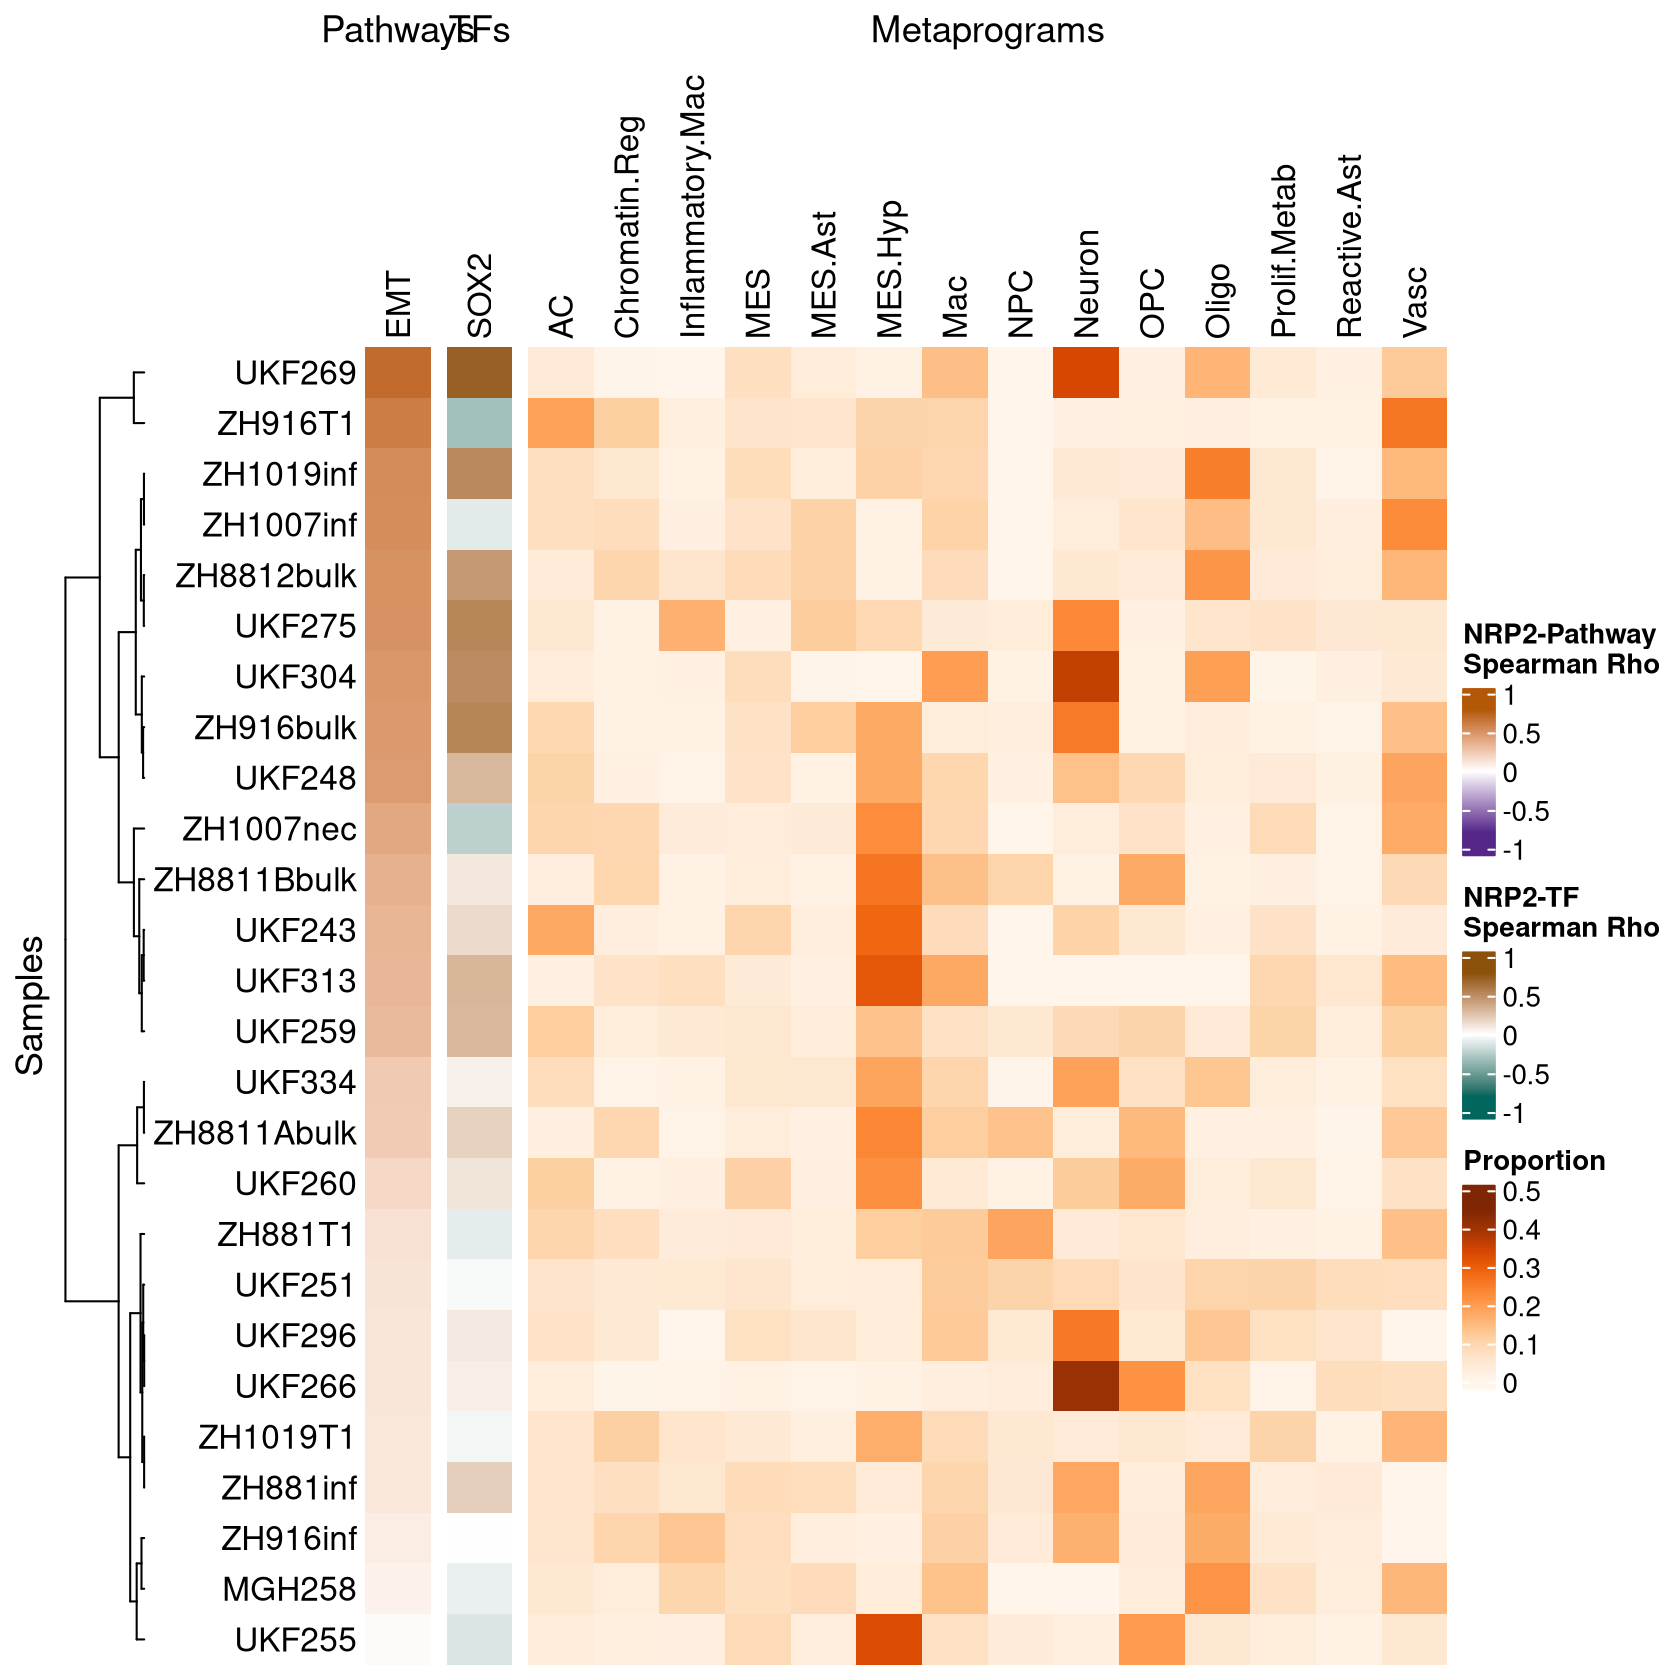 Pathways TFs Metaprograms
EMT SOX2 AC Chromatin.Reg Inflammatory.Mac MES MES.Ast MES.Hyp Mac NPC Neuron OPC Oligo Prolif.Metab Reactive.Ast Vasc
Samples
UKF269
ZH916T1
ZH1019inf
ZH1007inf
ZH8812bulk
UKF275
UKF304
ZH916bulk
UKF248
ZH1007nec
ZH8811Bbulk
UKF243
UKF313
UKF259
UKF334
ZH8811Abulk
UKF260
ZH881T1
UKF251
UKF296
UKF266
ZH1019T1
ZH881inf
ZH916inf
MGH258
UKF255
NRP2-Pathway
Spearman Rho
1
0.5
0
-0.5
-1
NRP2-TF
Spearman Rho
1
0.5
0
-0.5
-1
Proportion
0.5
0.4
0.3
0.2
0.1
0